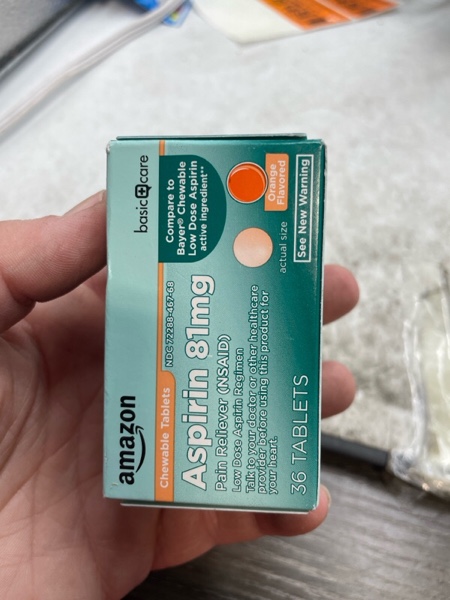 amazon
basic care
Chewable Tablets
NDC 72288-467-68
Compare to
Bayer® Chewable
Low Dose Aspirin
active ingredient**
Aspirin 81mg
Pain Reliever (NSAID)
Low Dose Aspirin Regimen
Talk to your doctor or other healthcare
provider before using this product for
your heart.
36 TABLETS
Orange
Flavored
actual size
See New Warning